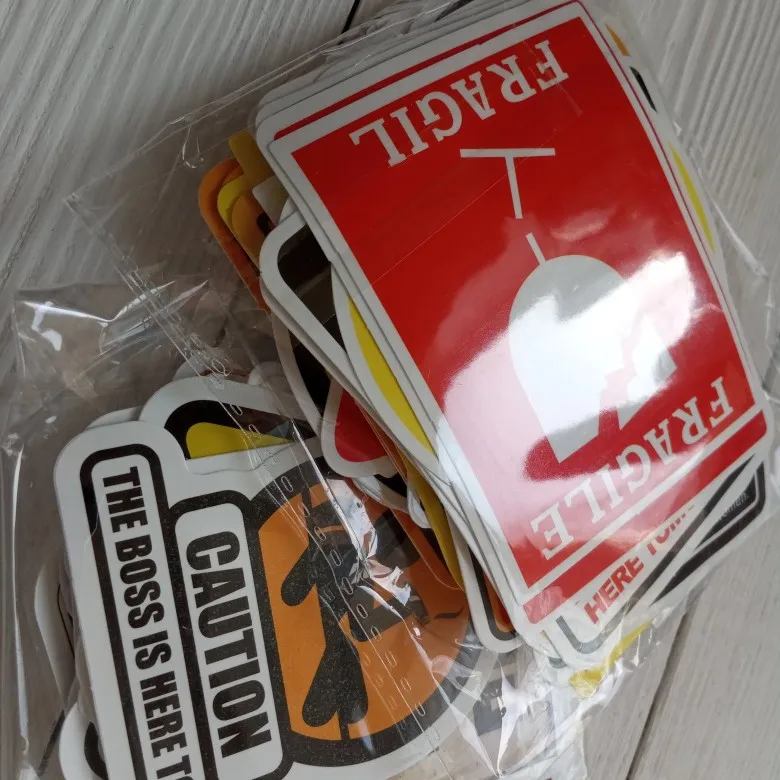 FRAGIL
FRAGILE
HERE
CAUTION
THE BOSS IS HERE